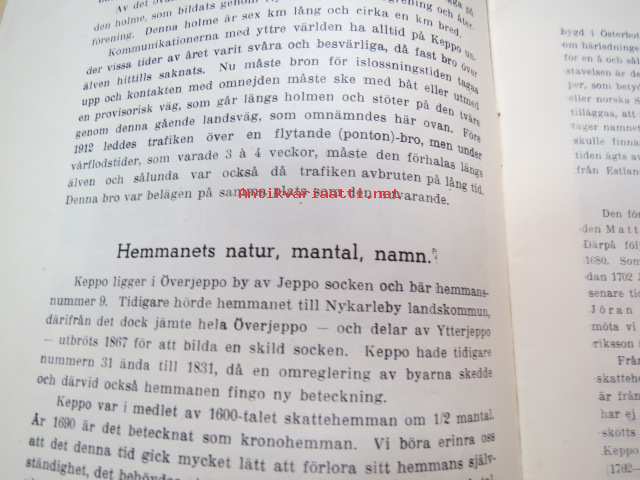 Av det
den holme, som bildats genom
förening. Denna holme är sex km lång och cirka en km bred.
Kommunikationerna med yttre världen ha alltid på Keppo un-
der vissa tider av året varit svåra och besvärliga, då fast bro över
älven hittills saknats. Nu måste bron för islossningstiden tagas
upp och kontakten med omnejden måste ske med båt eller utmed
en provisorisk väg, som går längs holmen och stöter på den tvärs
genom denna gående landsväg, som omnämndes här ovan. Före
1912 leddes trafiken över en flytande (ponton)-bro, men under
vårflodstider, som varade 3 à 4 veckor, måste den förhalas längs
älven och sålunda var också då trafiken avbruten på lång tid.
Denna bro var belägen på samma plats som den nuvarande.
Antikvariaatti.net
Hemmanets natur, mantal, namn.
Keppo ligger i Överjeppo by av Jeppo socken och bär hemmans-
nummer 9. Tidigare hörde hemmanet till Nykarleby landskommun,
därifrån det dock jämte hela Överjeppo — och delar av Ytterjeppo
— utbröts 1867 för att bilda en skild socken. Keppo hade tidigare
nummern 31 ända till 1831, då en omreglering av byarna skedde
och därvid också hemmanen fingo ny beteckning.
Keppo var i medlet av 1600-talet skattehemman om 1/2 mantal.
År 1690 är det betecknat som kronohemman. Vi böra erinra oss
att det denna tid gick mycket lätt att förlora sitt hemmans själv-
ständighet, det behövdes
bygd i Österbot
om härledningen
för en å och sål
stavelsen är de
per, som bety
eller norska
tilläggas, att
tager namnet
skulle finna
tiden ägts av
från Estlan
Den för
den Matt
Därpå föl
1680. Som
dan 1702 J
senare tid
Jöran
möta vi
eriksson i
Från
skattehe
är från
har ej
skötts
Keppo
(1702—